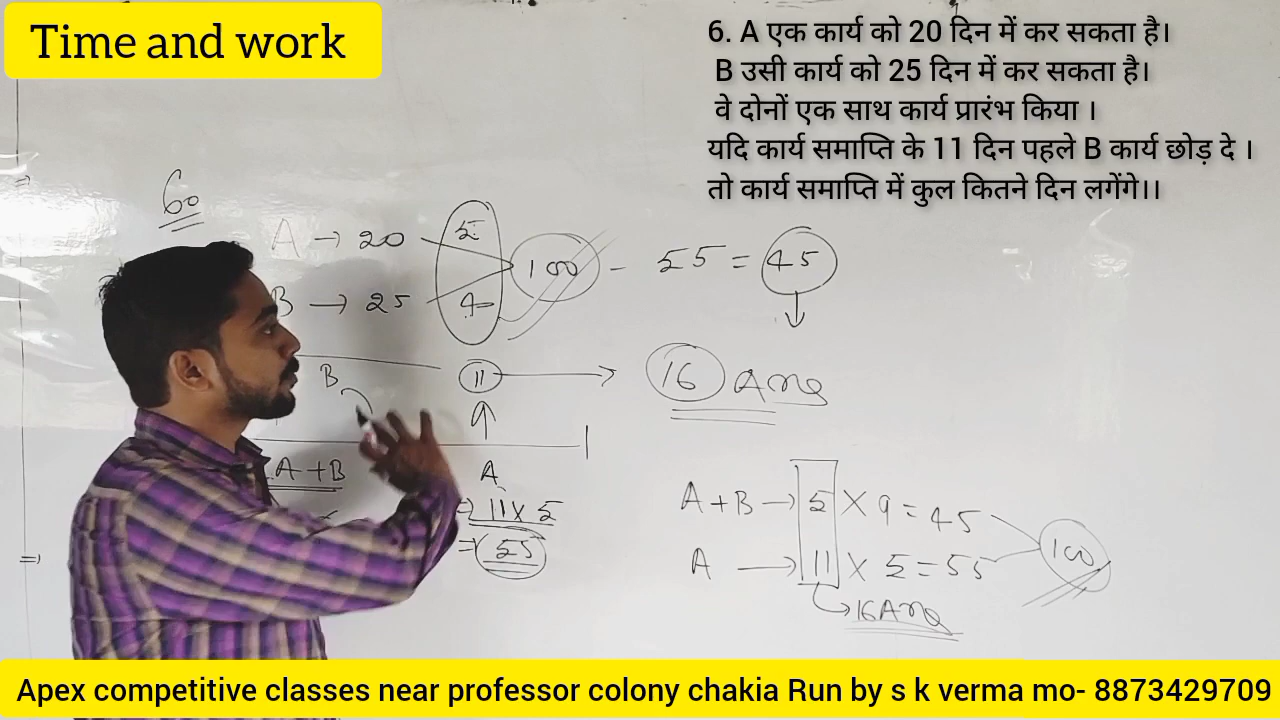 Time and work
6. A एक कार्य को 20 दिन में कर सकता है।
B उसी कार्य को 25 दिन में कर सकता है।
वे दोनों एक साथ कार्य प्रारंभ किया ।
यदि कार्य समाप्ति के 11 दिन पहले B कार्य छोड़ दे ।
तो कार्य समाप्ति में कुल कितने दिन लगेंगे।।
6
A → 20 5
100 - 55 = 45
B → 25 4
B 11 → 16 Ans
A+B A
= 11 x 5
= 55
A+B → 5 x 9 = 45
100
A → 11 x 5 = 55
16 Ans
Apex competitive classes near professor colony chakia Run by s k verma mo- 8873429709